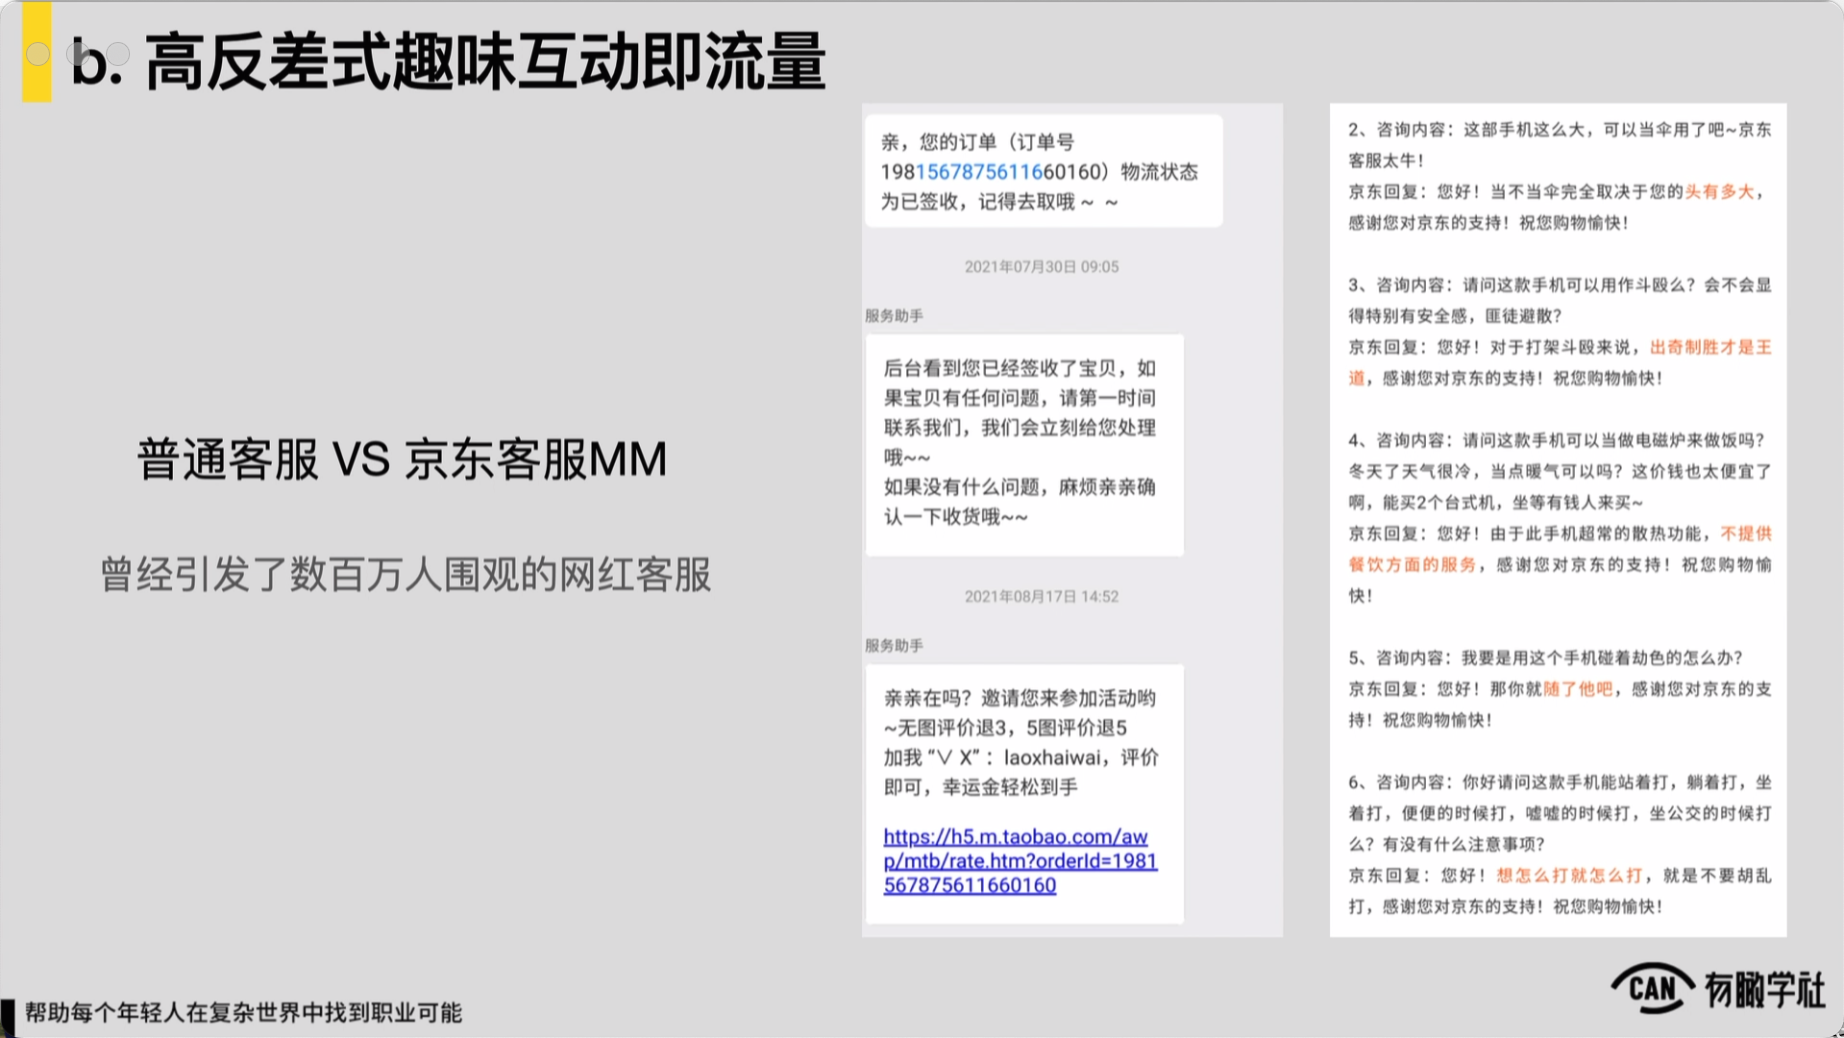 b. 高反差式趣味互动即流量
普通客服 VS 京东客服MM
曾经引发了数百万人围观的网红客服
亲，您的订单（订单号
1981567875611660160）物流状态
为已签收，记得去取哦～ ～
2021年07月30日 09:05
服务助手
后台看到您已经签收了宝贝，如
果宝贝有任何问题，请第一时间
联系我们，我们会立刻给您处理
哦~~
如果没有什么问题，麻烦亲亲确
认一下收货哦~~
2021年08月17日 14:52
服务助手
亲亲在吗？邀请您来参加活动哟
~无图评价退3，5图评价退5
加我 “V X”：laoxhaiwai，评价
即可，幸运金轻松到手
https://h5.m.taobao.com/aw
p/mtb/rate.htm?orderId=1981
567875611660160
2、咨询内容：这部手机这么大，可以当伞用了吧~京东
客服太牛！
京东回复：您好！当不当伞完全取决于您的头有多大，
感谢您对京东的支持！祝您购物愉快！
3、咨询内容：请问这款手机可以用作斗殴么？会不会显
得特别有安全感，匪徒避散？
京东回复：您好！对于打架斗殴来说，出奇制胜才是王
道，感谢您对京东的支持！祝您购物愉快！
4、咨询内容：请问这款手机可以当做电磁炉来做饭吗？
冬天了天气很冷，当点暖气可以吗？这价钱也太便宜了
啊，能买2个台式机，坐等有钱人来买~
京东回复：您好！由于此手机超常的散热功能，不提供
餐饮方面的服务，感谢您对京东的支持！祝您购物愉
快！
5、咨询内容：我要是用这个手机碰着劫色的怎么办？
京东回复：您好！那你就随了他吧，感谢您对京东的支
持！祝您购物愉快！
6、咨询内容：你好请问这款手机能站着打，躺着打，坐
着打，便便的时候打，嘘嘘的时候打，坐公交的时候打
么？有没有什么注意事项？
京东回复：您好！想怎么打就怎么打，就是不要胡乱
打，感谢您对京东的支持！祝您购物愉快！
帮助每个年轻人在复杂世界中找到职业可能
CAN 有瞰学社